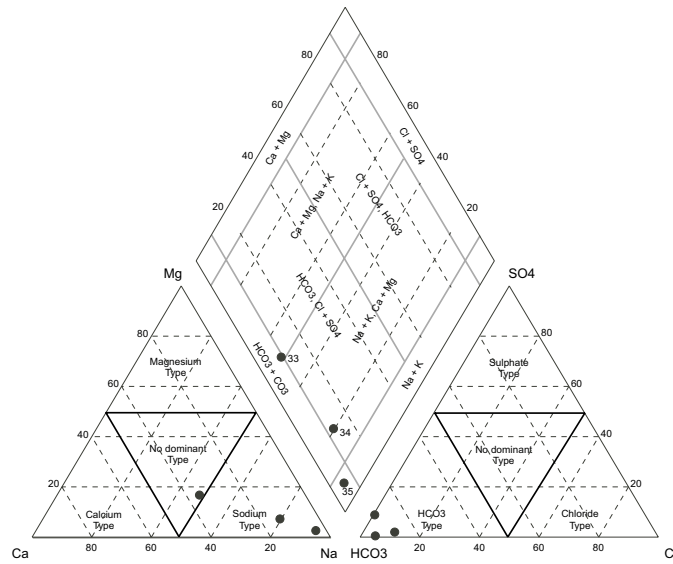 80
80
60
60
Ca + Mg
Cl + SO4
40
40
20
20
Ca + Mg, Na + K
Cl + SO4, HCO3
HCO3, Cl + SO4
Na + K, Ca + Mg
HCO3 + CO3
Na + K
33
34
35
Mg
80
Magnesium
Type
60
40
No dominant
Type
20
Calcium
Type
Sodium
Type
Ca
80
60
40
20
Na
SO4
80
Sulphate
Type
60
No dominant
Type
40
20
HCO3
Type
Chloride
Type
HCO3
20
40
60
80
C